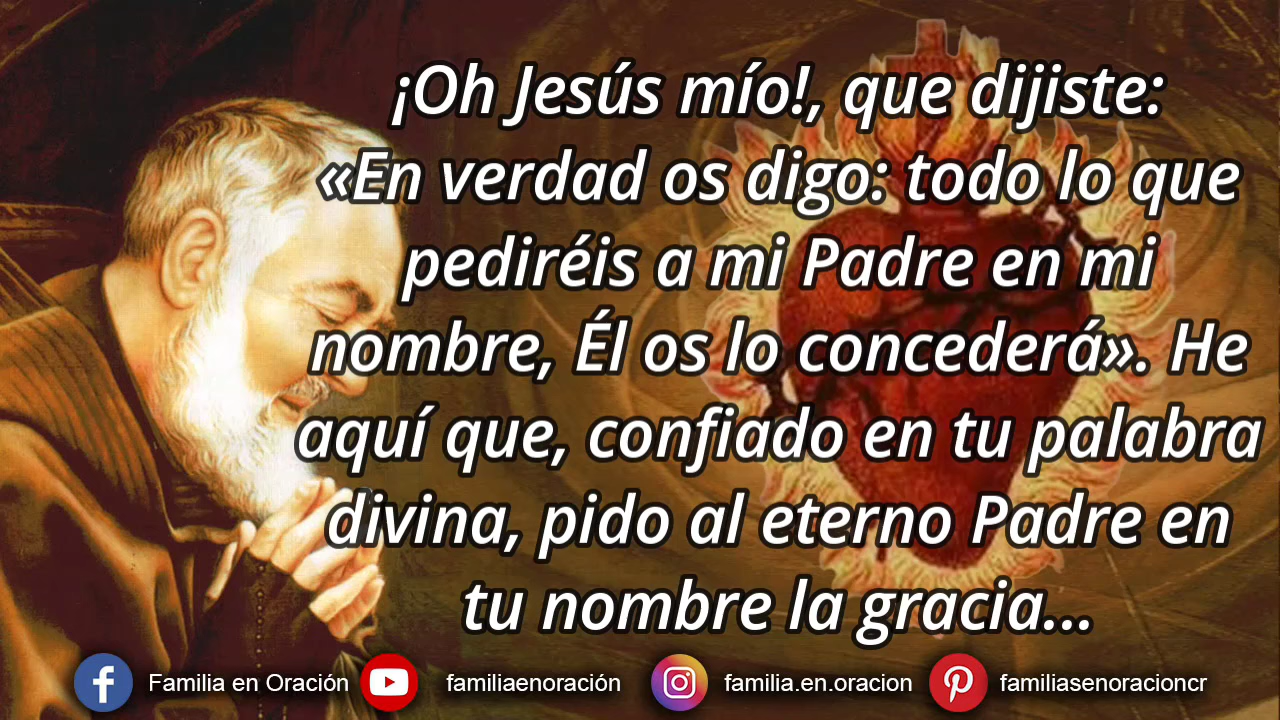 ¡Oh Jesús mío!, que dijiste:
«En verdad os digo: todo lo que
pediréis a mi Padre en mi
nombre, Él os lo concederá». He
aquí que, confiado en tu palabra
divina, pido al eterno Padre en
tu nombre la gracia...
Familia en Oración familiaenoración familia.en.oracion familiasenoracioncr